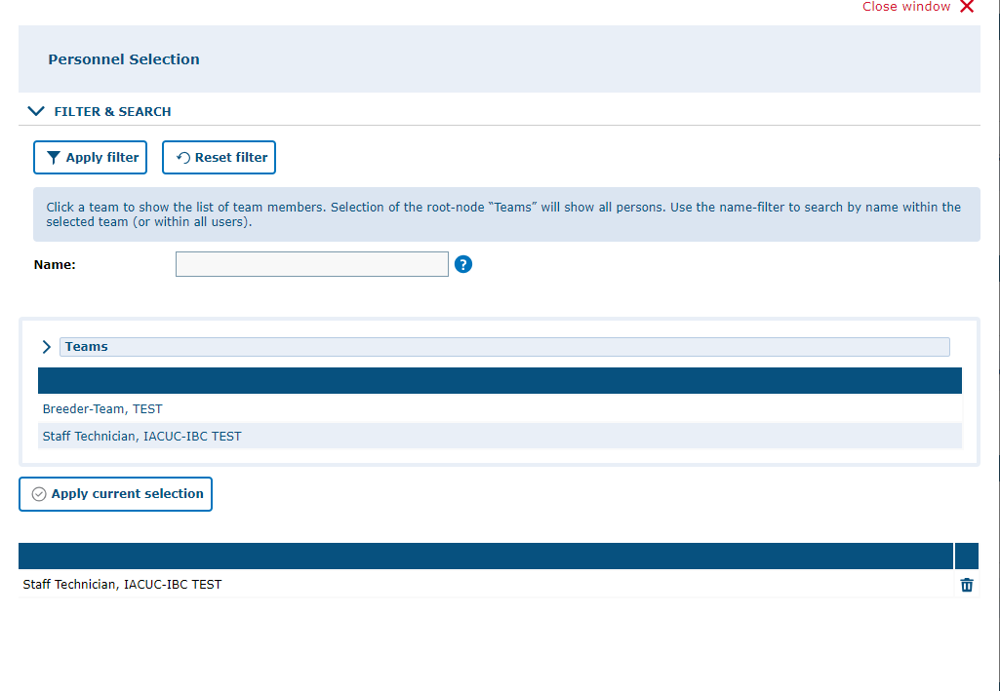 Close window
Personnel Selection
FILTER & SEARCH
Apply filter
Reset filter
Click a team to show the list of team members. Selection of the root-node “Teams” will show all persons. Use the name-filter to search by name within the
selected team (or within all users).
Name:
?
Teams
Breeder-Team, TEST
Staff Technician, IACUC-IBC TEST
Apply current selection
Staff Technician, IACUC-IBC TEST